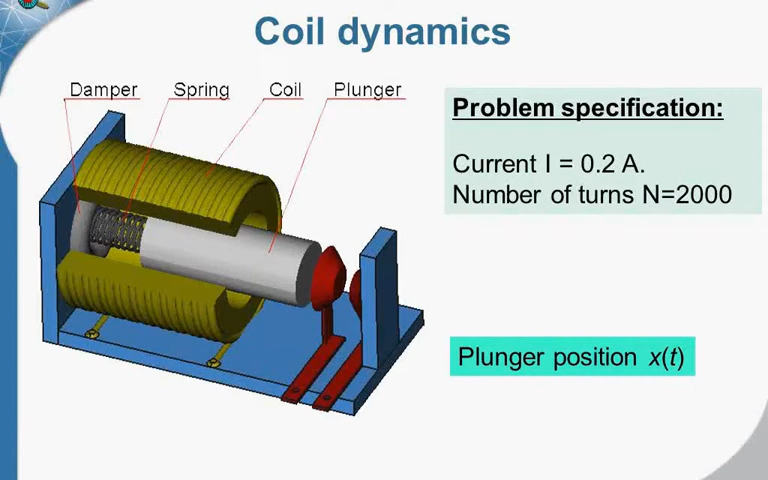 Coil dynamics
Damper Spring Coil Plunger
Problem specification:
Current I = 0.2 A.
Number of turns N=2000
Plunger position x(t)